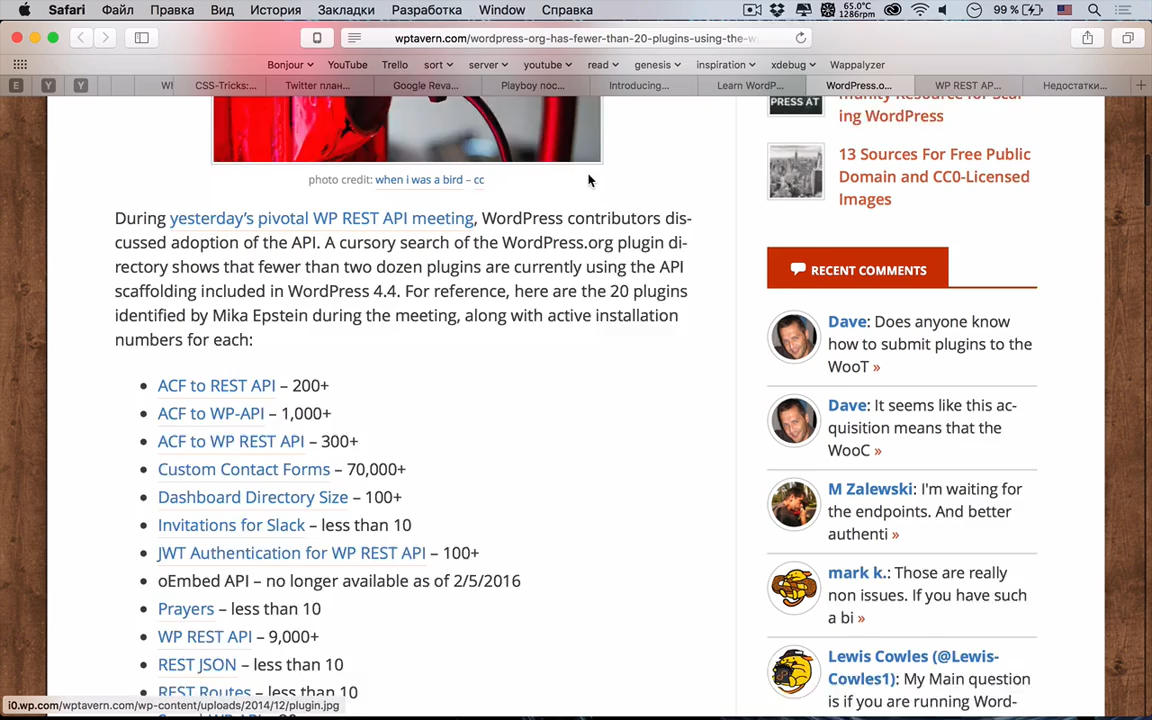 Safari Файл Правка Вид История Закладки Разработка Window Справка 65.0°C 1286rpm 99 %
wptavern.com/wordpress-org-has-fewer-than-20-plugins-using-the-w
Bonjour YouTube Trello sort server youtube read genesis inspiration xdebug Wappalyzer
E Y Y CSS-Tricks:... Twitter план... Google Reva... Playboy пос... Introducing... Learn WordP... WordPress.o... WP REST AP... Недостатки...
PRESS AT
munity Resource for Scar-
ing WordPress
13 Sources For Free Public
Domain and CC0-Licensed
Images
photo credit: when i was a bird – cc
During yesterday’s pivotal WP REST API meeting, WordPress contributors dis-
cussed adoption of the API. A cursory search of the WordPress.org plugin di-
rectory shows that fewer than two dozen plugins are currently using the API
scaffolding included in WordPress 4.4. For reference, here are the 20 plugins
identified by Mika Epstein during the meeting, along with active installation
numbers for each:
• ACF to REST API – 200+
• ACF to WP-API – 1,000+
• ACF to WP REST API – 300+
• Custom Contact Forms – 70,000+
• Dashboard Directory Size – 100+
• Invitations for Slack – less than 10
• JWT Authentication for WP REST API – 100+
• oEmbed API – no longer available as of 2/5/2016
• Prayers – less than 10
• WP REST API – 9,000+
• REST JSON – less than 10
• REST Routes – less than 10
RECENT COMMENTS
Dave: Does anyone know
how to submit plugins to the
WooT »
Dave: It seems like this ac-
quisition means that the
WooC »
M Zalewski: I'm waiting for
the endpoints. And better
authenti »
mark k.: Those are really
non issues. If you have such
a bi »
Lewis Cowles (@Lewis-
Cowles1): My Main question
is if you are running Word-
i0.wp.com/wptavern.com/wp-content/uploads/2014/12/plugin.jpg